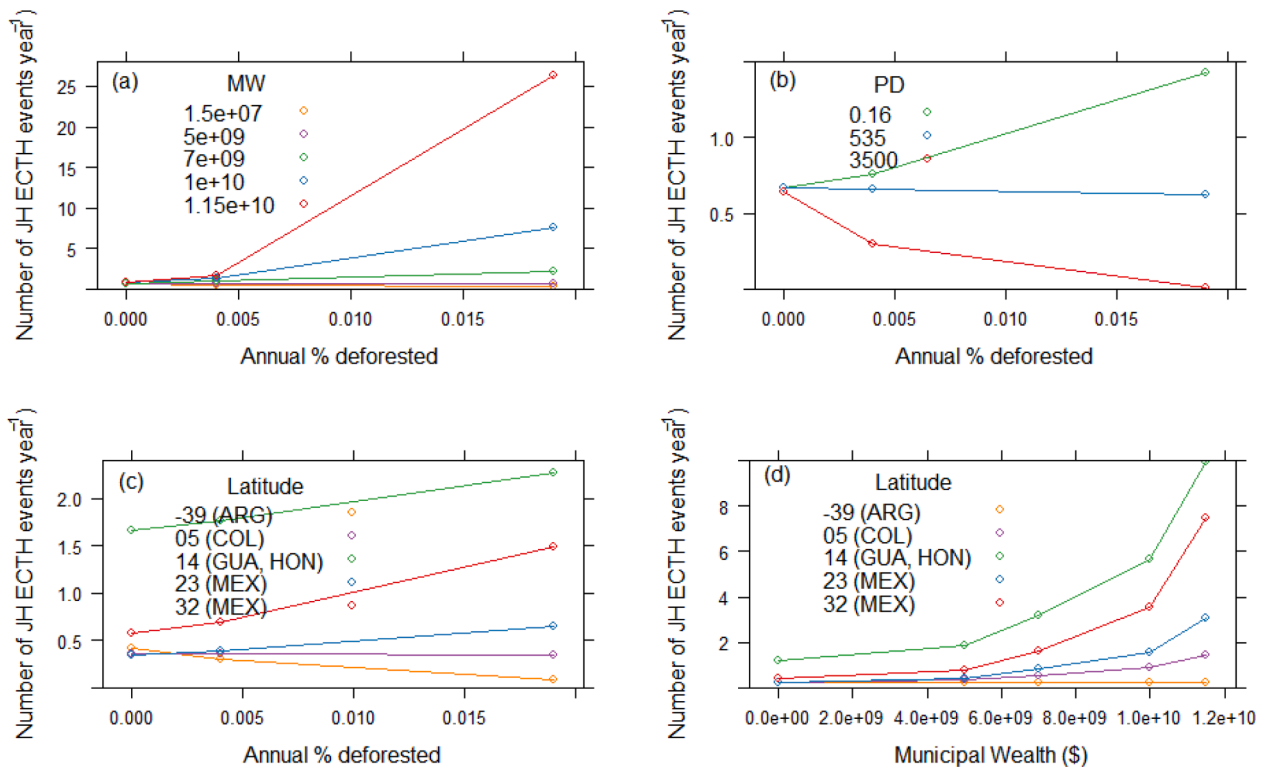 Number of JH ECTH events year⁻¹)
(a)
MW
1.5e+07
5e+09
7e+09
1e+10
1.15e+10
25
20
15
10
5
0.000 0.005 0.010 0.015
Annual % deforested
Number of JH ECTH events year⁻¹)
(b)
PD
0.16
535
3500
1.0
0.5
0.000 0.005 0.010 0.015
Annual % deforested
Number of JH ECTH events year⁻¹)
(c)
Latitude
-39 (ARG)
05 (COL)
14 (GUA, HON)
23 (MEX)
32 (MEX)
2.0
1.5
1.0
0.5
0.000 0.005 0.010 0.015
Annual % deforested
Number of JH ECTH events year⁻¹)
(d)
Latitude
-39 (ARG)
05 (COL)
14 (GUA, HON)
23 (MEX)
32 (MEX)
8
6
4
2
0.0e+00 2.0e+09 4.0e+09 6.0e+09 8.0e+09 1.0e+10 1.2e+10
Municipal Wealth ($)